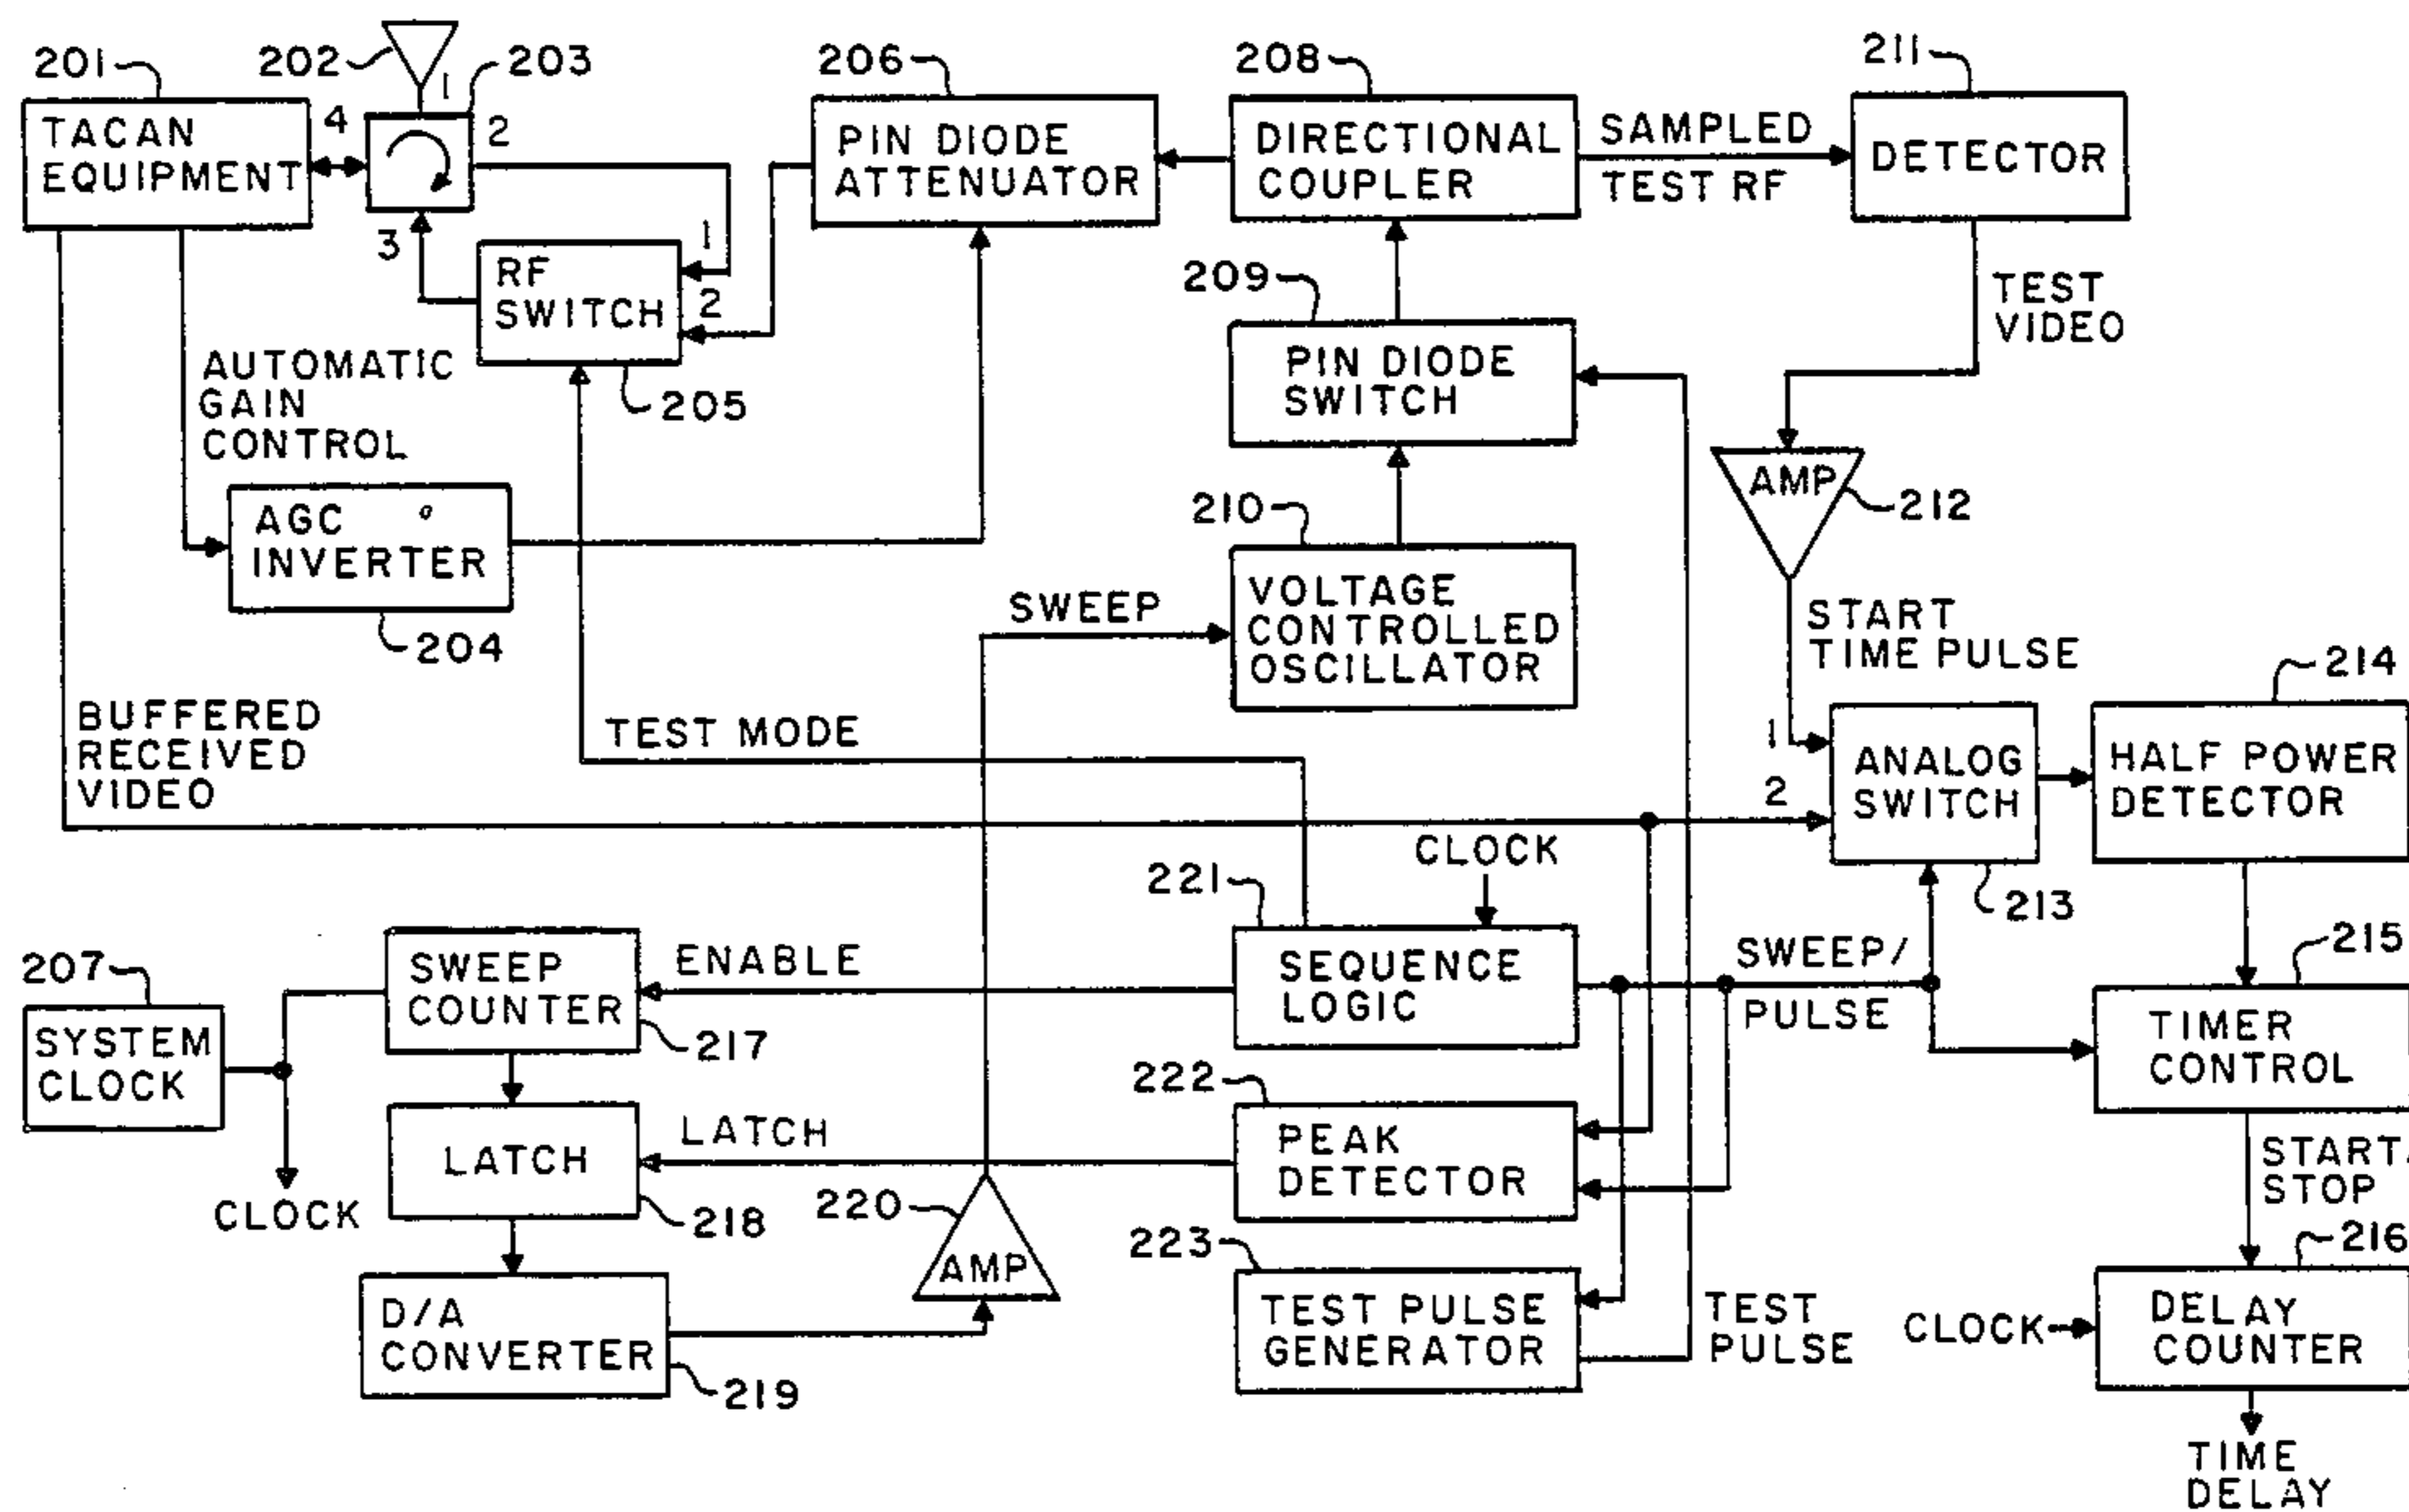 201
202
1
203
206
208
211
TACAN
EQUIPMENT
4
2
3
PIN DIODE
ATTENUATOR
DIRECTIONAL
COUPLER
SAMPLED
TEST RF
DETECTOR
RF
SWITCH
1
2
205
209
PIN DIODE
SWITCH
TEST
VIDEO
AUTOMATIC
GAIN
CONTROL
AMP
212
AGC
INVERTER
204
210
VOLTAGE
CONTROLLED
OSCILLATOR
SWEEP
START
TIME PULSE
214
BUFFERED
RECEIVED
VIDEO
TEST MODE
1
2
ANALOG
SWITCH
213
HALF POWER
DETECTOR
CLOCK
221
SEQUENCE
LOGIC
SWEEP/
PULSE
215
TIMER
CONTROL
207
SYSTEM
CLOCK
SWEEP
COUNTER
217
ENABLE
222
PEAK
DETECTOR
LATCH
218
LATCH
CLOCK
220
AMP
START/
STOP
216
223
TEST PULSE
GENERATOR
TEST
PULSE
D/A
CONVERTER
219
CLOCK
DELAY
COUNTER
TIME
DELAY